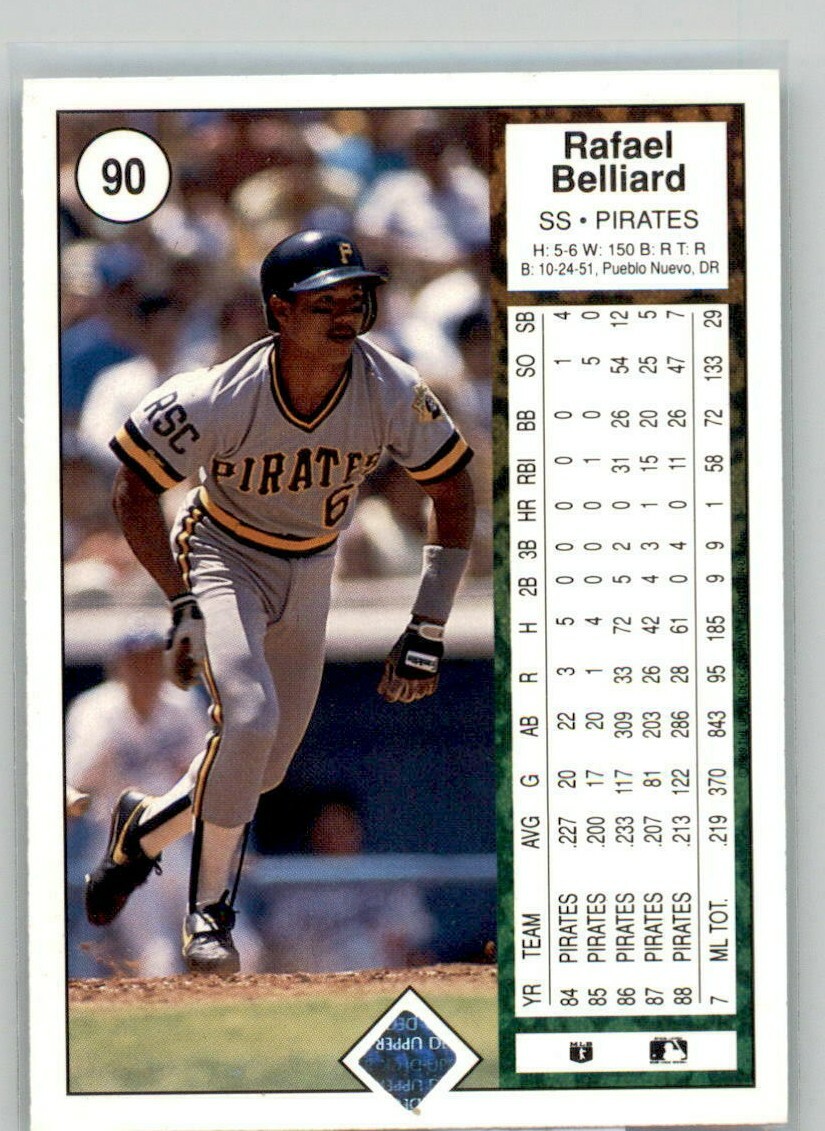 90
Rafael
Belliard
SS • PIRATES
H: 5-6 W: 150 B: R T: R
B: 10-24-51, Pueblo Nuevo, DR
P
RSC
PIRATES
6
Franklin
YR TEAM AVG G AB R H 2B 3B HR RBI BB SO SB
84 PIRATES .227 20 22 3 5 0 0 0 0 0 1 4
85 PIRATES .200 17 20 1 4 0 0 0 1 0 5 0
86 PIRATES .233 117 309 33 72 5 2 0 31 26 54 12
87 PIRATES .207 81 203 26 42 4 3 1 15 20 25 5
88 PIRATES .213 122 286 28 61 0 4 0 11 26 47 7
7 ML TOT. .219 370 843 95 185 9 9 1 58 72 133 29
UPPER
MLB